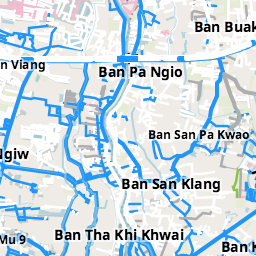 Ban Buak
n Viang
Ban Pa Ngio
Ban San Pa Kwao
Ngiw
Ban San Klang
Ban Tha Khi Khwai
Mu 9
Ban K